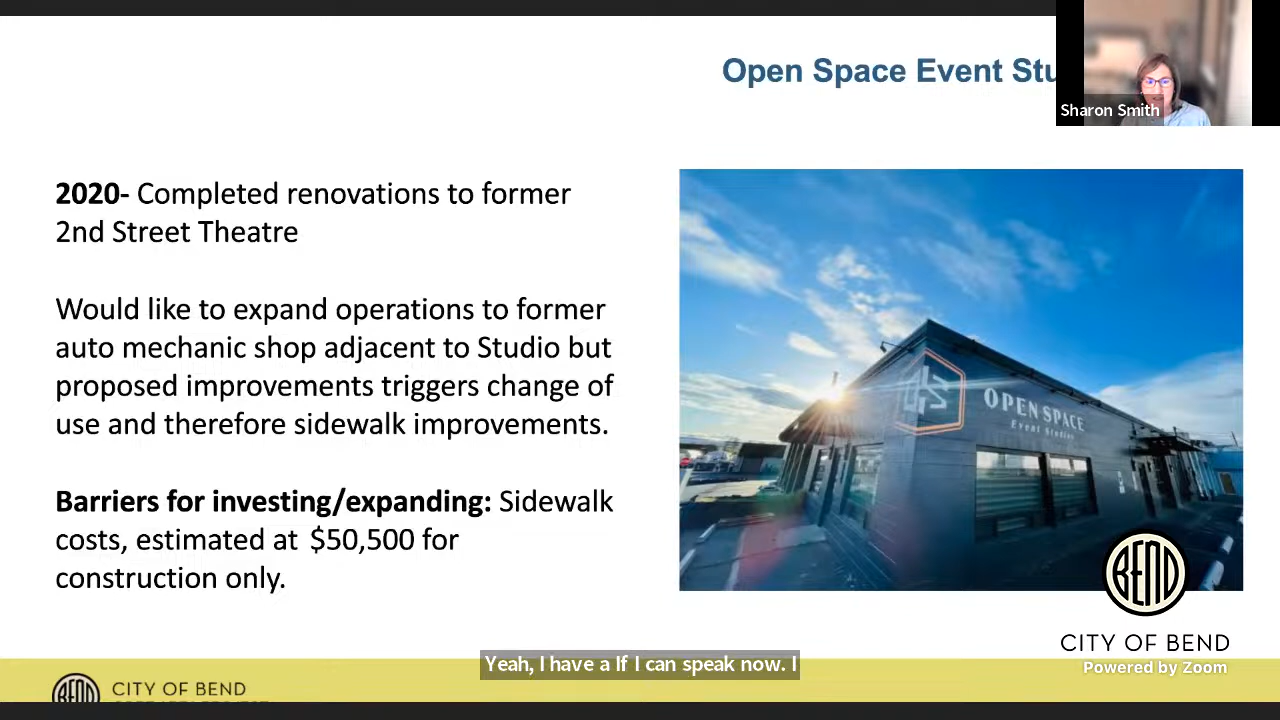 Open Space Event Stu
Sharon Smith
2020- Completed renovations to former
2nd Street Theatre
Would like to expand operations to former
auto mechanic shop adjacent to Studio but
proposed improvements triggers change of
use and therefore sidewalk improvements.
Barriers for investing/expanding: Sidewalk
costs, estimated at $50,500 for
construction only.
OPEN SPACE
Event Studios
BEND
CITY OF BEND
Powered by Zoom
Yeah, I have a If I can speak now. I
BEND
CITY OF BEND